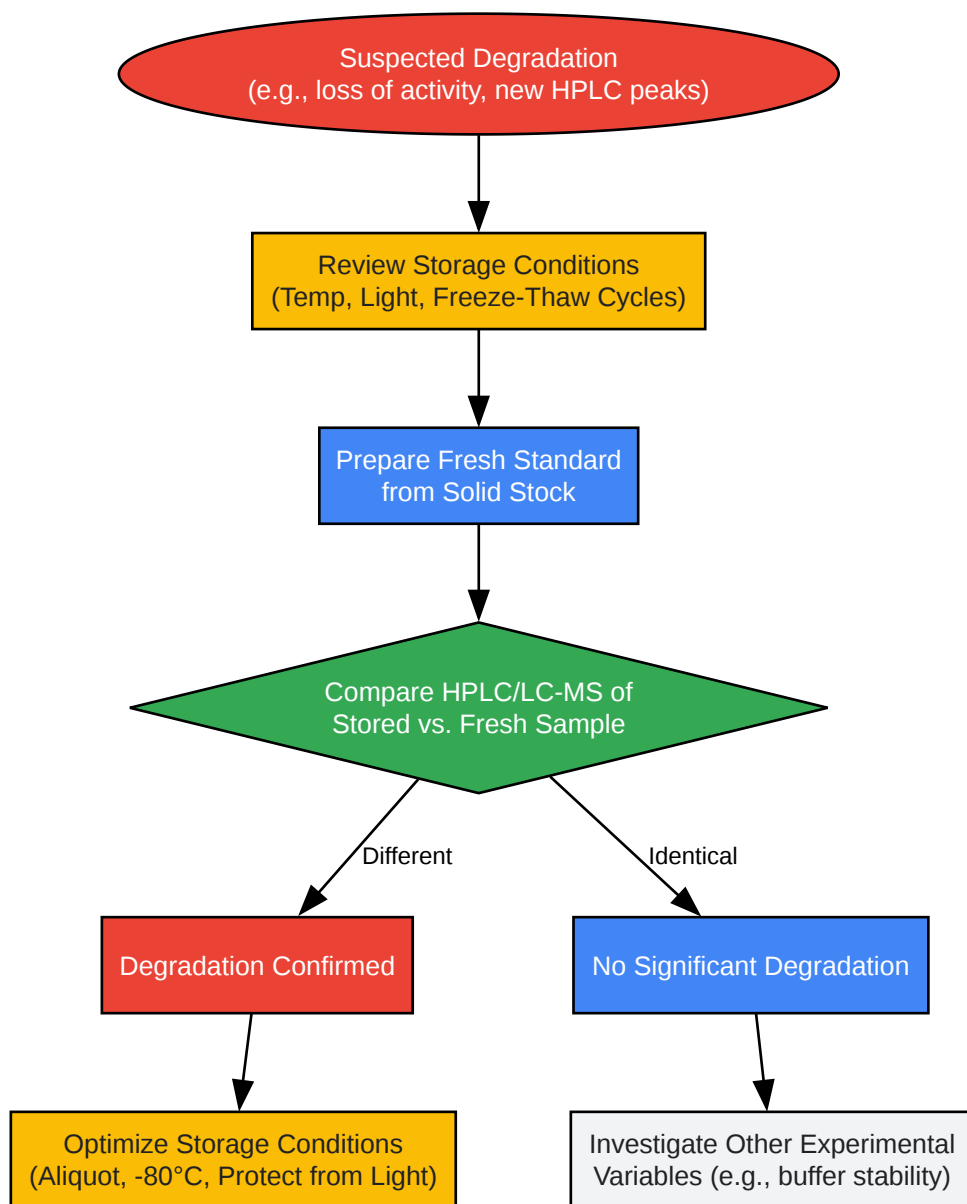 Suspected Degradation
(e.g., loss of activity, new HPLC peaks)
Review Storage Conditions
(Temp, Light, Freeze-Thaw Cycles)
Prepare Fresh Standard
from Solid Stock
Compare HPLC/LC-MS of
Stored vs. Fresh Sample
Different
Identical
Degradation Confirmed
No Significant Degradation
Optimize Storage Conditions
(Aliquot, -80°C, Protect from Light)
Investigate Other Experimental
Variables (e.g., buffer stability)